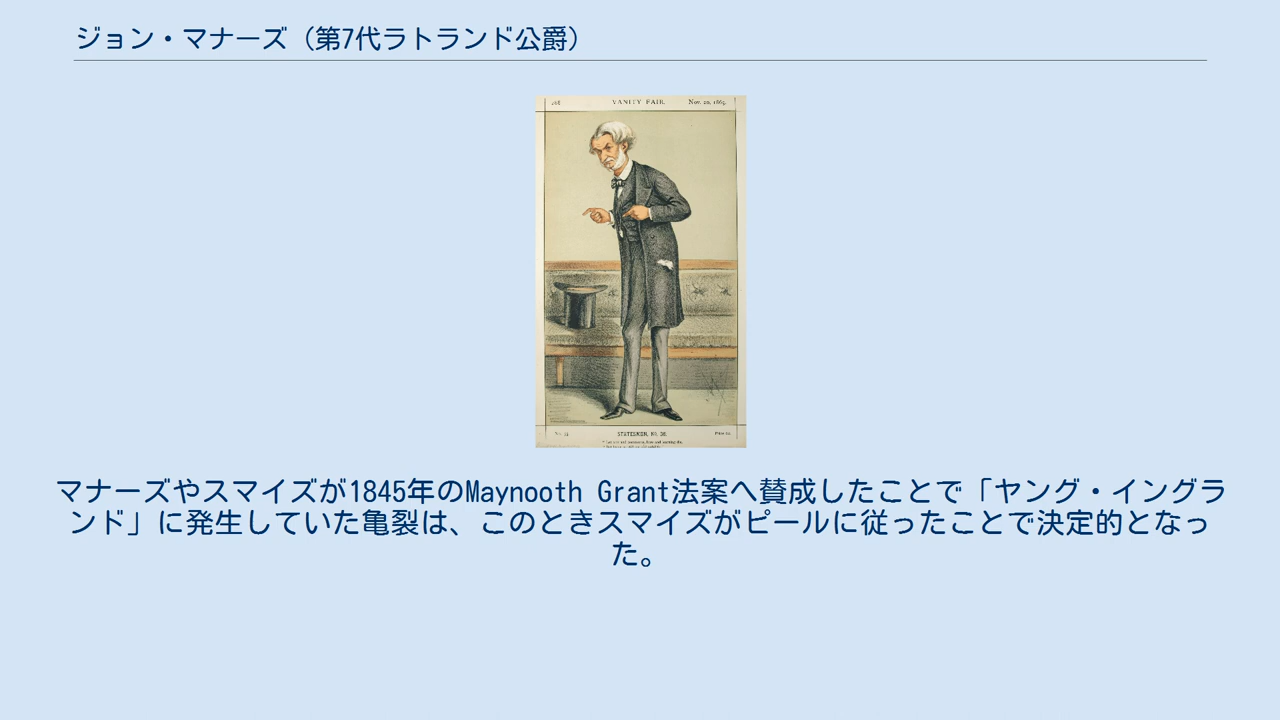 ジョン・マナーズ（第7代ラトランド公爵）
VANITY FAIR. Nov. 20, 1869.
STATESMEN, No. 36.
マナーズやスマイズが1845年のMaynooth Grant法案へ賛成したことで「ヤング・イングラ
ンド」に発生していた亀裂は、このときスマイズがピールに従ったことで決定的となっ
た。